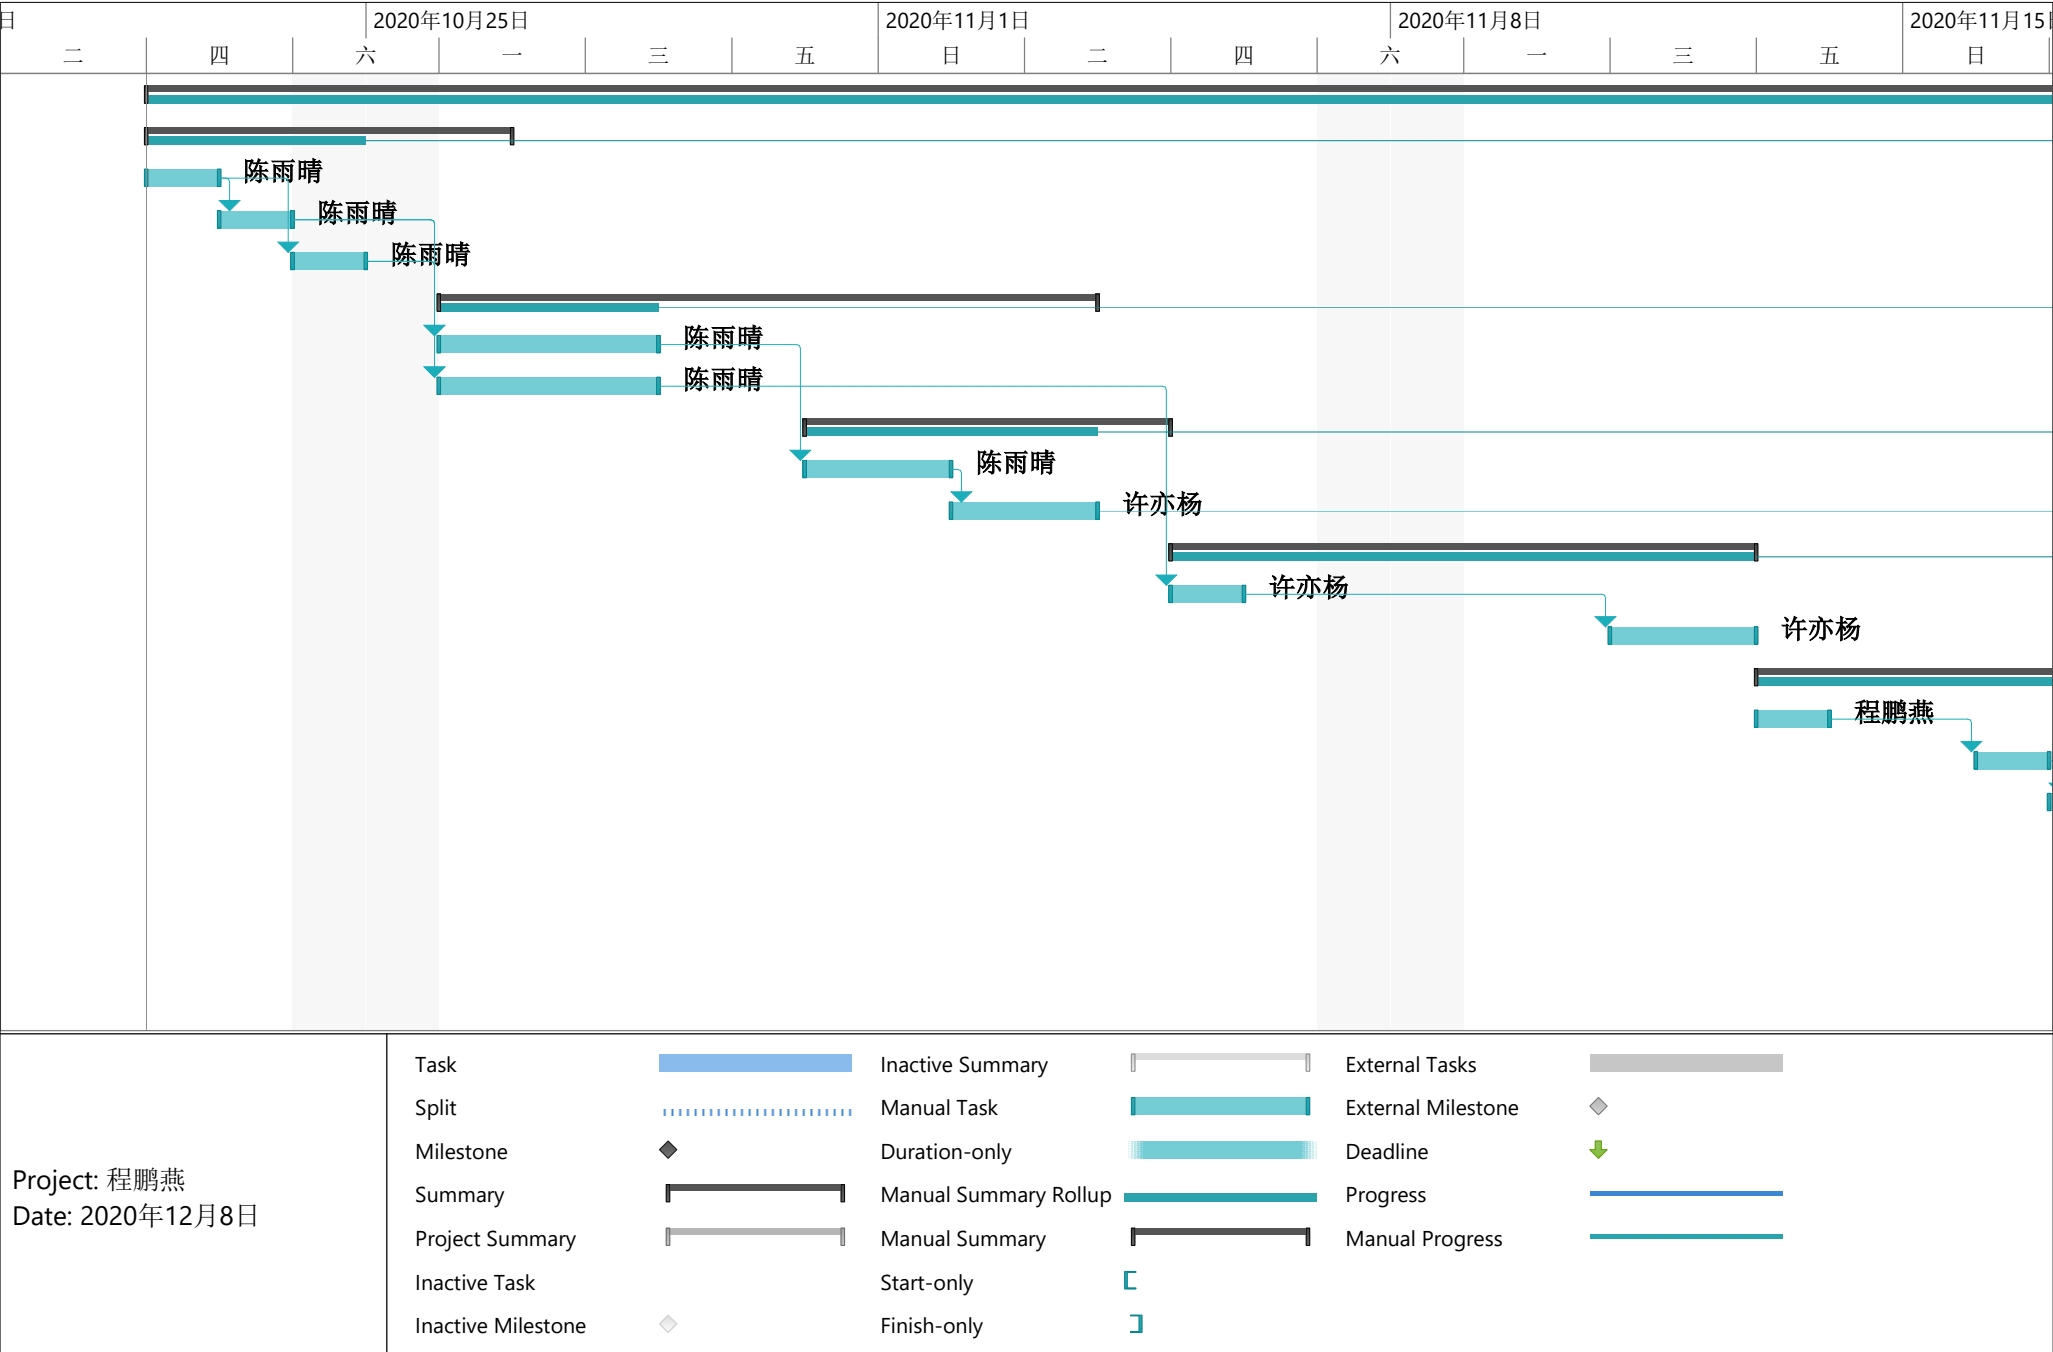 日 2020年10月25日 2020年11月1日 2020年11月8日 2020年11月15日
二 四 六 一 三 五 日 二 四 六 一 三 五 日
陈雨晴
陈雨晴
陈雨晴
陈雨晴
陈雨晴
陈雨晴
许亦杨
许亦杨
许亦杨
程鹏燕
Project: 程鹏燕
Date: 2020年12月8日
Task
Split
Milestone
Summary
Project Summary
Inactive Task
Inactive Milestone
Inactive Summary
Manual Task
Duration-only
Manual Summary Rollup
Manual Summary
Start-only
Finish-only
External Tasks
External Milestone
Deadline
Progress
Manual Progress